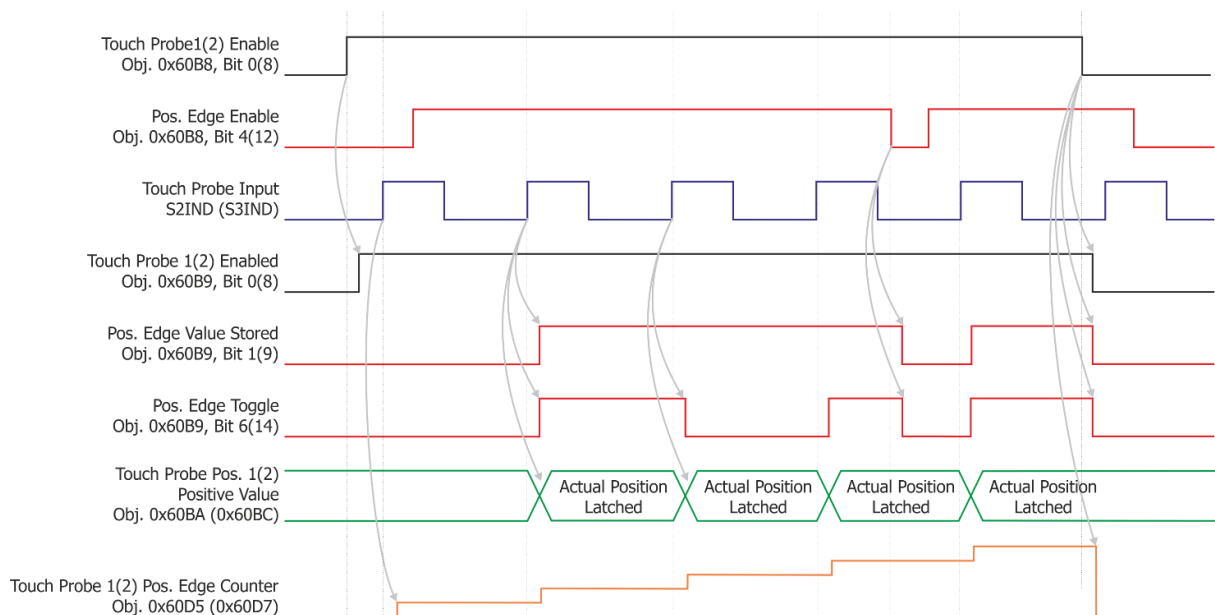 Touch Probe1(2) Enable
Obj. 0x60B8, Bit 0(8)
Pos. Edge Enable
Obj. 0x60B8, Bit 4(12)
Touch Probe Input
S2IND (S3IND)
Touch Probe 1(2) Enabled
Obj. 0x60B9, Bit 0(8)
Pos. Edge Value Stored
Obj. 0x60B9, Bit 1(9)
Pos. Edge Toggle
Obj. 0x60B9, Bit 6(14)
Touch Probe Pos. 1(2)
Positive Value
Obj. 0x60BA (0x60BC)
Actual Position
Latched
Actual Position
Latched
Actual Position
Latched
Actual Position
Latched
Touch Probe 1(2) Pos. Edge Counter
Obj. 0x60D5 (0x60D7)